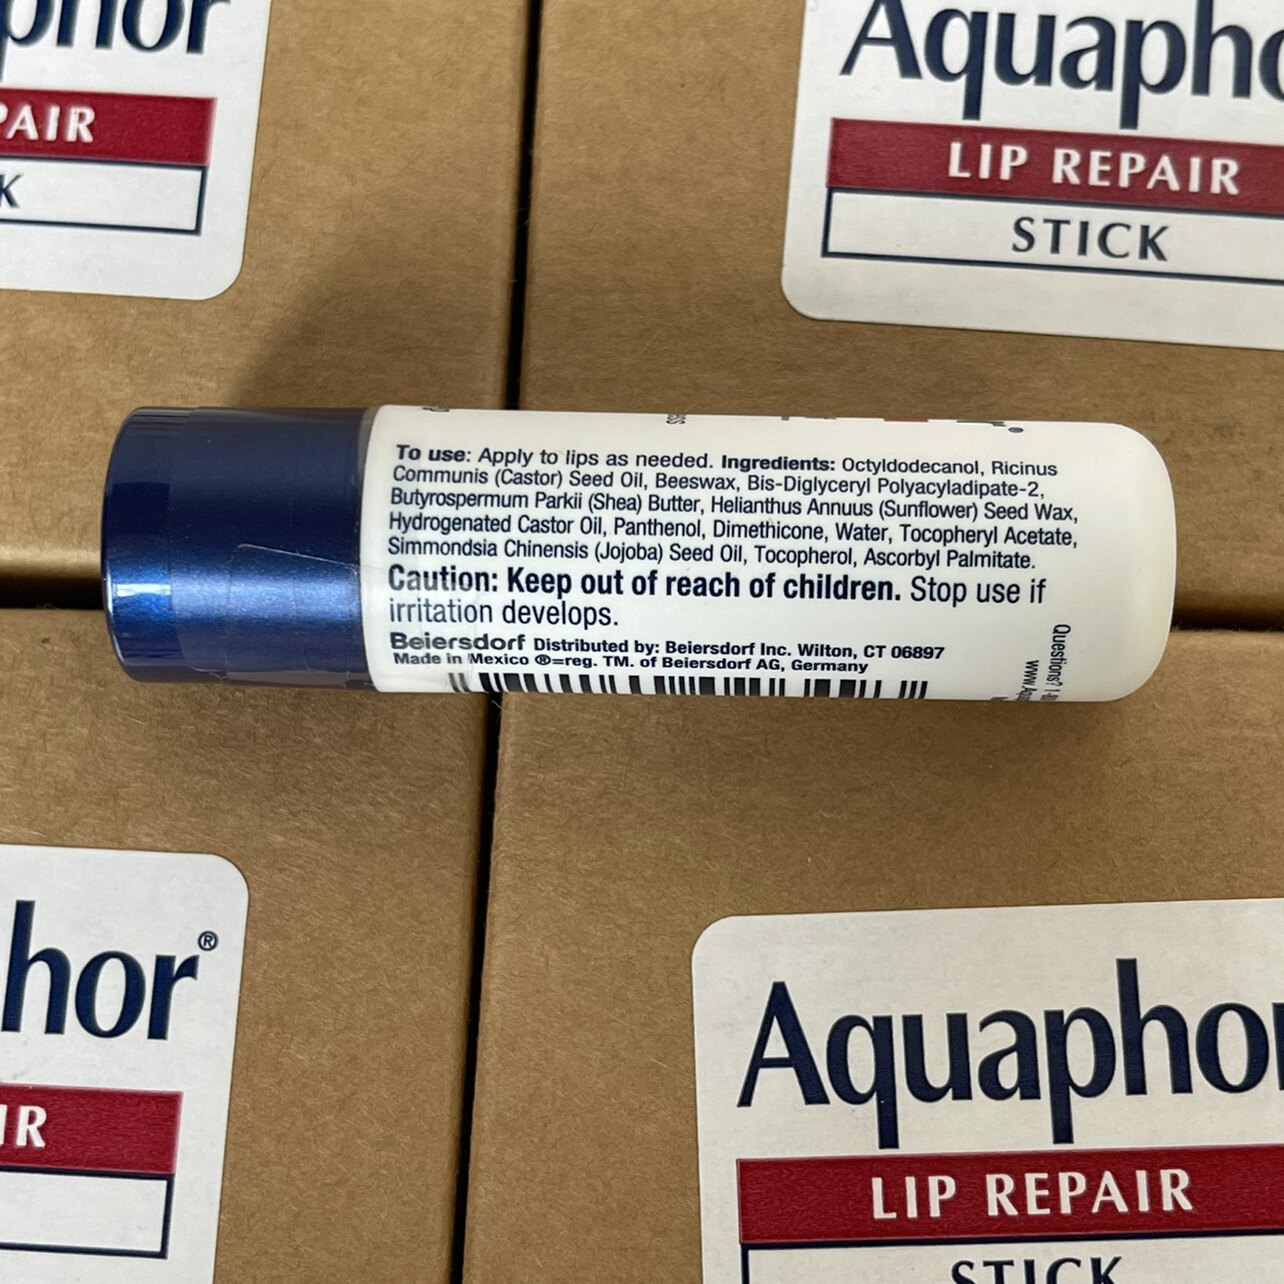 phor
PAIR
K
Aquapho
LIP REPAIR
STICK
To use: Apply to lips as needed. Ingredients: Octyldodecanol, Ricinus
Communis (Castor) Seed Oil, Beeswax, Bis-Diglyceryl Polyacyladipate-2,
Butyrospermum Parkii (Shea) Butter, Helianthus Annuus (Sunflower) Seed Wax,
Hydrogenated Castor Oil, Panthenol, Dimethicone, Water, Tocopheryl Acetate,
Simmondsia Chinensis (Jojoba) Seed Oil, Tocopherol, Ascorbyl Palmitate.
Caution: Keep out of reach of children. Stop use if
irritation develops.
Beiersdorf Distributed by: Beiersdorf Inc. Wilton, CT 06897
Made in Mexico ®=reg. TM. of Beiersdorf AG, Germany
Questions?
hor®
IR
Aquaphor
LIP REPAIR
STICK